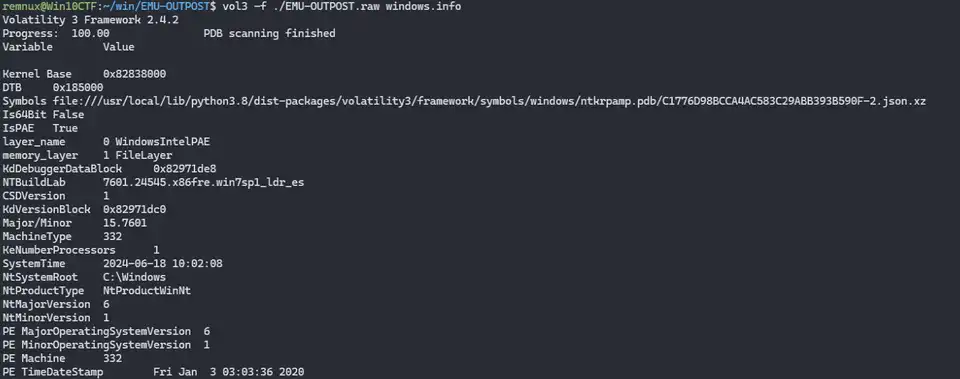 remnux@Win10CTF:~/win/EMU-OUTPOST$ vol3 -f ./EMU-OUTPOST.raw windows.info
Volatility 3 Framework 2.4.2
Progress:  100.00               PDB scanning finished
Variable        Value
Kernel Base     0x82838000
DTB     0x185000
Symbols file:///usr/local/lib/python3.8/dist-packages/volatility3/framework/symbols/windows/ntkrpamp.pdb/C1776D98BCCA4AC583C29ABB393B590F-2.json.xz
Is64Bit False
IsPAE   True
layer_name      0 WindowsIntelPAE
memory_layer    1 FileLayer
KdDebuggerDataBlock     0x82971de8
NTBuildLab      7601.24545.x86fre.win7sp1_ldr_es
CSDVersion      1
KdVersionBlock  0x82971dc0
Major/Minor     15.7601
MachineType     332
KeNumberProcessors      1
SystemTime      2024-06-18 10:02:08
NtSystemRoot    C:\Windows
NtProductType   NtProductWinNt
NtMajorVersion  6
NtMinorVersion  1
PE MajorOperatingSystemVersion  6
PE MinorOperatingSystemVersion  1
PE Machine      332
PE TimeDateStamp        Fri Jan  3 03:03:36 2020